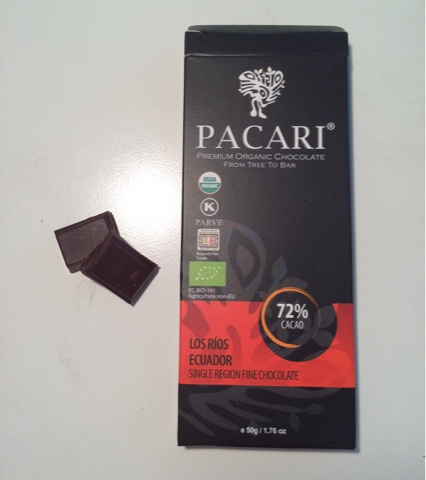 PACARI®
PREMIUM ORGANIC CHOCOLATE
FROM TREE TO BAR
USDA
ORGANIC
K
PARVE
EC-BIO-141
Agriculture non-EU
72%
CACAO
LOS RÍOS
ECUADOR
SINGLE REGION FINE CHOCOLATE
e 50g / 1.76 oz